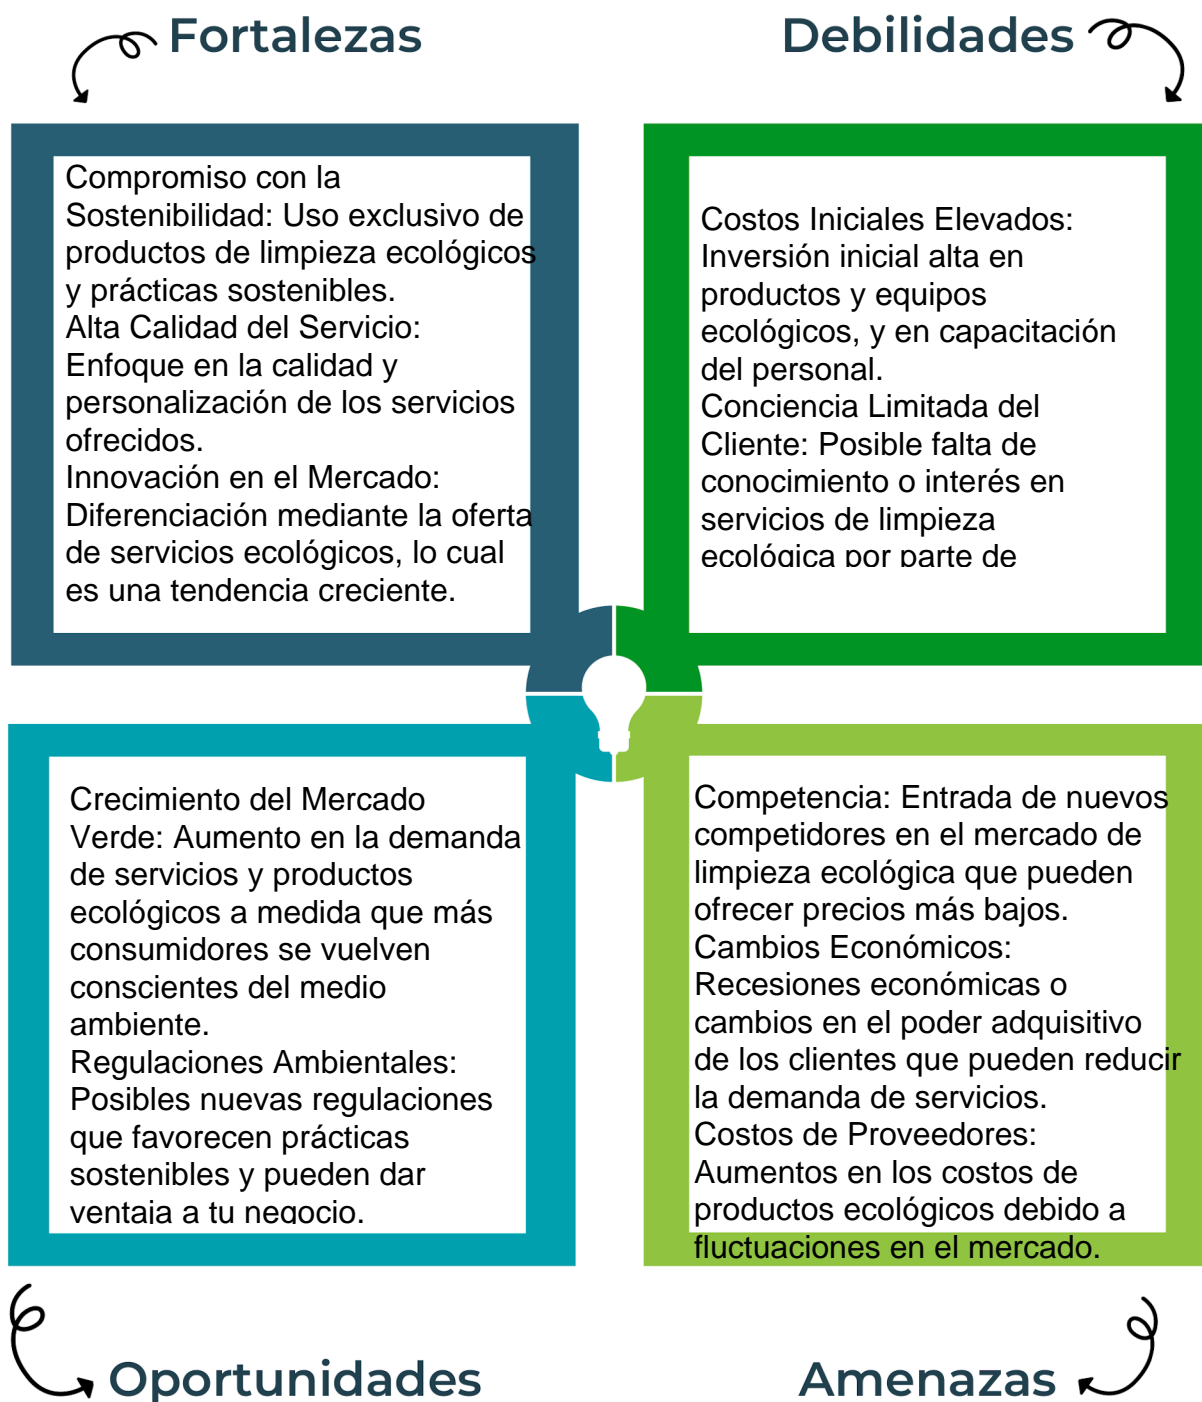 Fortalezas
Compromiso con la
Sostenibilidad: Uso exclusivo de
productos de limpieza ecológicos
y prácticas sostenibles.
Alta Calidad del Servicio:
Enfoque en la calidad y
personalización de los servicios
ofrecidos.
Innovación en el Mercado:
Diferenciación mediante la oferta
de servicios ecológicos, lo cual
es una tendencia creciente.
Debilidades
Costos Iniciales Elevados:
Inversión inicial alta en
productos y equipos
ecológicos, y en capacitación
del personal.
Conciencia Limitada del
Cliente: Posible falta de
conocimiento o interés en
servicios de limpieza
ecológica por parte de
Crecimiento del Mercado
Verde: Aumento en la demanda
de servicios y productos
ecológicos a medida que más
consumidores se vuelven
conscientes del medio
ambiente.
Regulaciones Ambientales:
Posibles nuevas regulaciones
que favorecen prácticas
sostenibles y pueden dar
ventaja a tu negocio.
Oportunidades
Competencia: Entrada de nuevos
competidores en el mercado de
limpieza ecológica que pueden
ofrecer precios más bajos.
Cambios Económicos:
Recesiones económicas o
cambios en el poder adquisitivo
de los clientes que pueden reducir
la demanda de servicios.
Costos de Proveedores:
Aumentos en los costos de
productos ecológicos debido a
fluctuaciones en el mercado.
Amenazas